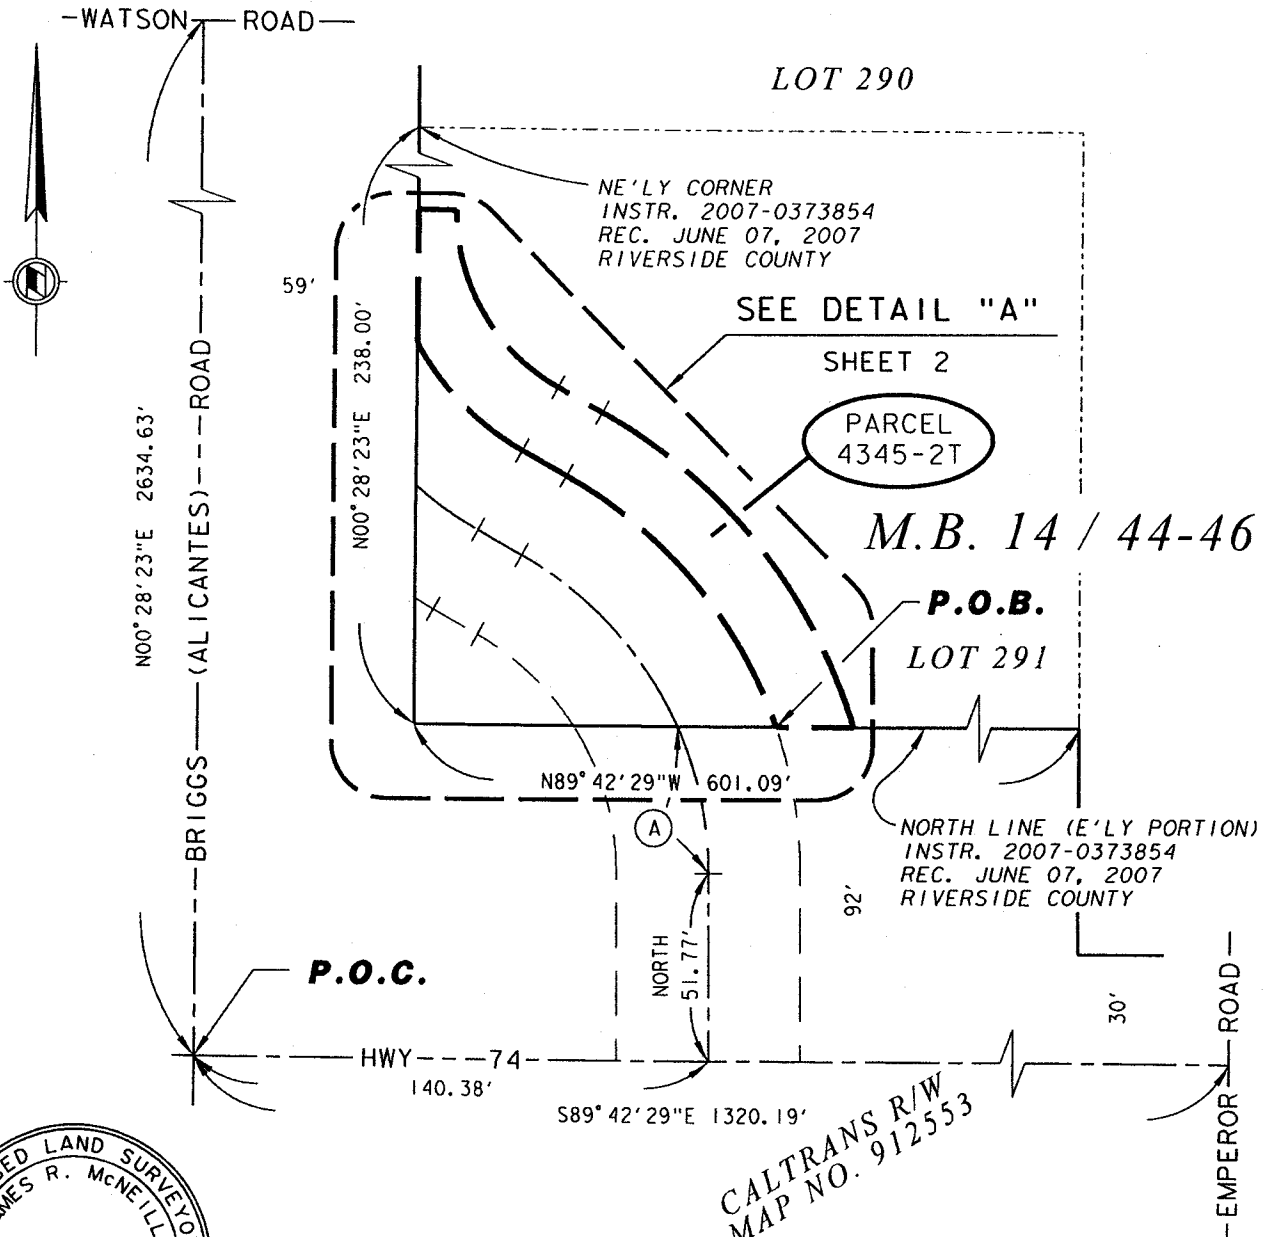 -WATSON-- ROAD--
LOT 290
NE'LY CORNER
INSTR. 2007-0373854
REC. JUNE 07, 2007
RIVERSIDE COUNTY
59'
SEE DETAIL "A"
SHEET 2
PARCEL
4345-2T
N00°28'23"E 238.00'
N00°28'23"E 2634.63'
BRIGGS---(ALICANTES)---ROAD
M.B. 14 / 44-46
P.O.B.
LOT 291
N89°42'29"W 601.09'
A
NORTH LINE (E'LY PORTION)
INSTR. 2007-0373854
REC. JUNE 07, 2007
RIVERSIDE COUNTY
92'
NORTH
51.77'
P.O.C.
30'
HWY---74
140.38'
S89°42'29"E 1320.19'
CALTRANS R/W
MAP NO. 912553
EMPEROR--ROAD
LAND SURVEYO
R. McNEILL